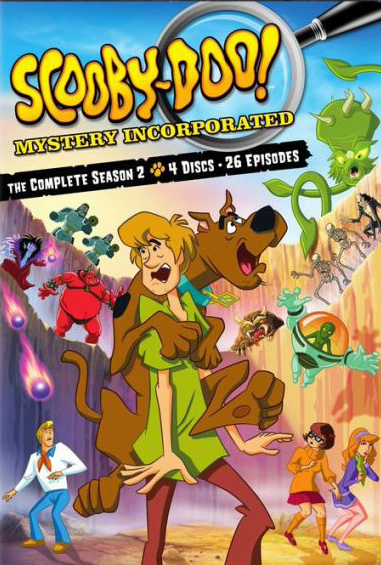 SCOOBY-DOO!
MYSTERY INCORPORATED
THE COMPLETE SEASON 2 🐾 4 DISCS · 26 EPISODES